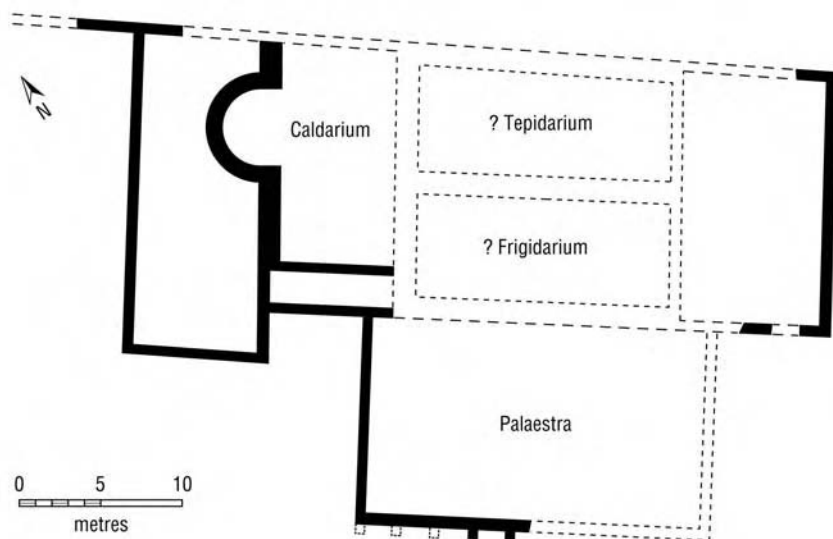 N
Caldarium
? Tepidarium
? Frigidarium
Palaestra
0 5 10
metres